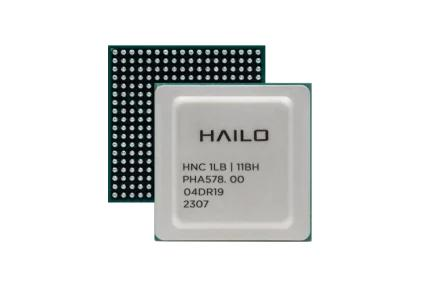 HAILO
HNC 1LB | 11BH
PHA578. 00
04DR19
2307